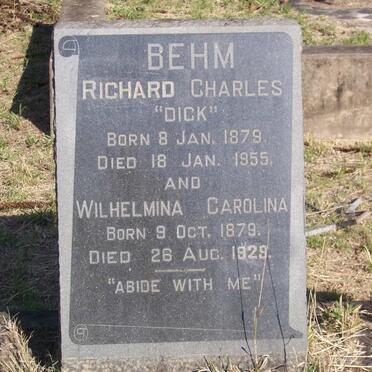 BEHM
RICHARD CHARLES
"DICK"
BORN 8 JAN. 1879.
DIED 18 JAN. 1955.
AND
WILHELMINA CAROLINA
BORN 9 OCT. 1879.
DIED 26 AUG. 1929.
"ABIDE WITH ME"